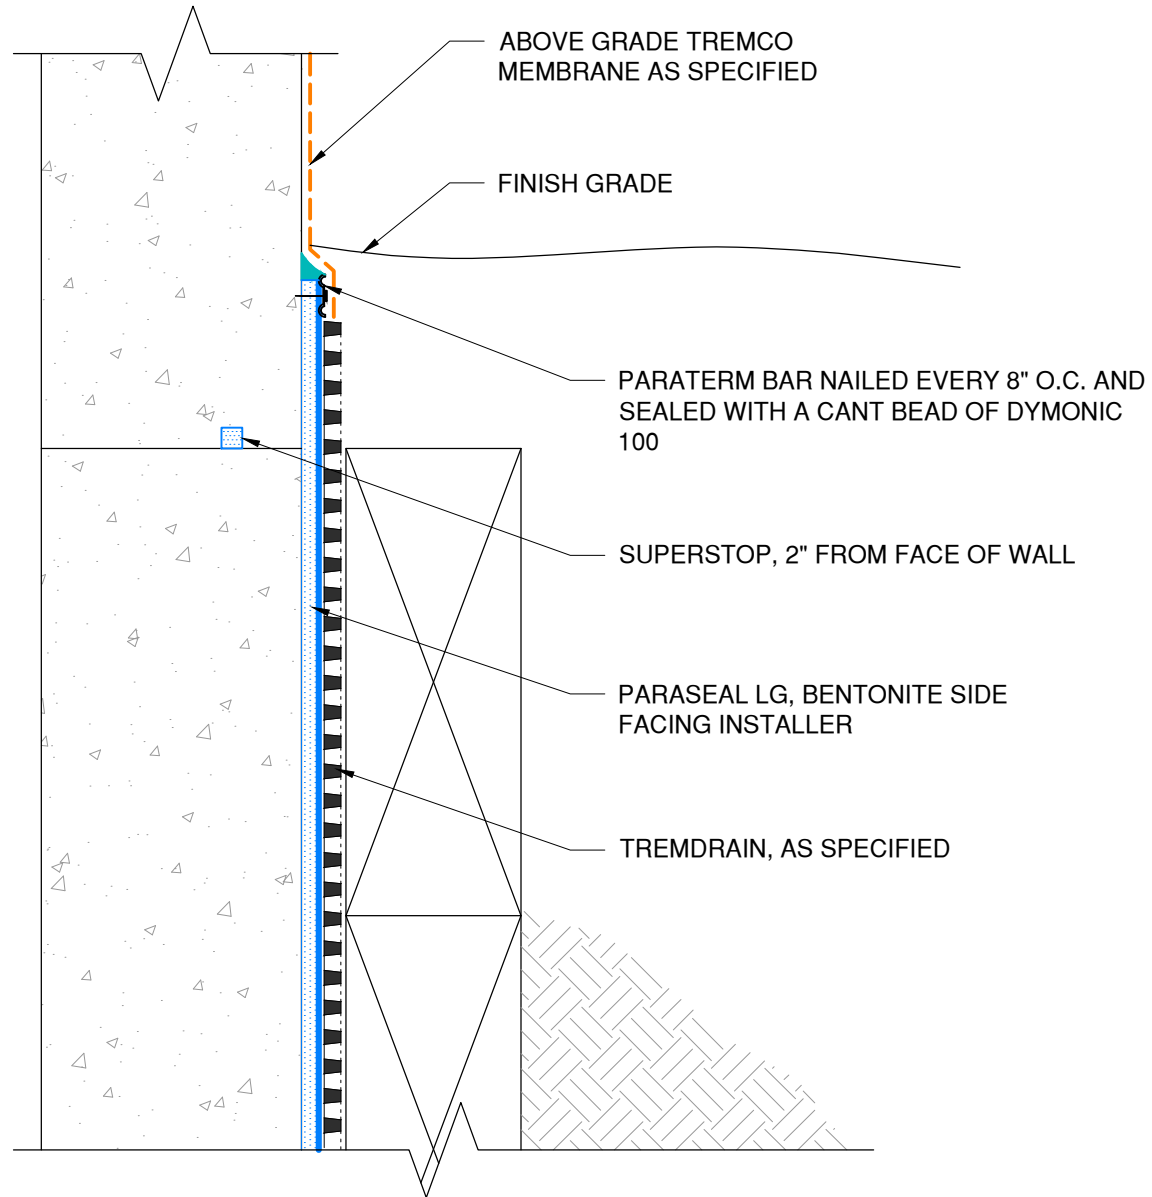 ABOVE GRADE TREMCO
MEMBRANE AS SPECIFIED
FINISH GRADE
PARATERM BAR NAILED EVERY 8" O.C. AND
SEALED WITH A CANT BEAD OF DYMONIC
100
SUPERSTOP, 2" FROM FACE OF WALL
PARASEAL LG, BENTONITE SIDE
FACING INSTALLER
TREMDRAIN, AS SPECIFIED